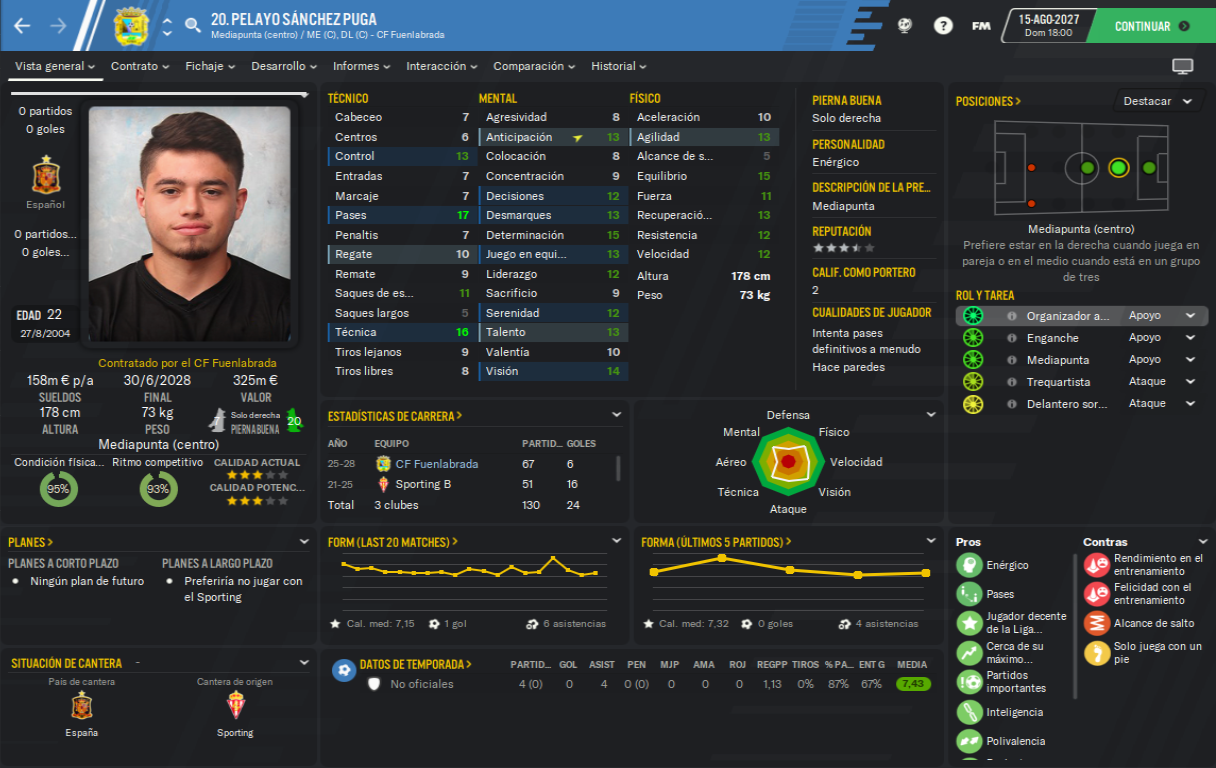 20. PELAYO SÁNCHEZ PUGA
Mediapunta (centro) / ME (C), DL (C) - CF Fuenlabrada
?
FM
15-AGO-2027
Dom 18:00
CONTINUAR
Vista general
Contrato
Fichaje
Desarrollo
Informes
Interacción
Comparación
Historial
0 partidos
0 goles
Español
0 partidos...
0 goles...
EDAD 22
27/8/2004
Contratado por el CF Fuenlabrada
158m € p/a 30/6/2028 325m €
SUELDOS FINAL VALOR
178 cm 73 kg 7 Solo derecha 20
ALTURA PESO PIERNA BUENA
Mediapunta (centro)
Condición física... Ritmo competitivo CALIDAD ACTUAL
95% 93%
CALIDAD POTENC...
TÉCNICO
Cabeceo 7
Centros 6
Control 13
Entradas 7
Marcaje 7
Pases 17
Penaltis 7
Regate 10
Remate 9
Saques de es... 11
Saques largos 5
Técnica 16
Tiros lejanos 9
Tiros libres 8
MENTAL
Agresividad 8
Anticipación 13
Colocación 8
Concentración 9
Decisiones 12
Desmarques 13
Determinación 15
Juego en equi... 13
Liderazgo 12
Sacrificio 9
Serenidad 12
Talento 13
Valentía 10
Visión 14
FÍSICO
Aceleración 10
Agilidad 13
Alcance de s... 5
Equilibrio 15
Fuerza 11
Recuperació... 13
Resistencia 12
Velocidad 12
Altura 178 cm
Peso 73 kg
PIERNA BUENA
Solo derecha
PERSONALIDAD
Enérgico
DESCRIPCIÓN DE LA PRE...
Mediapunta
REPUTACIÓN
CALIF. COMO PORTERO
2
CUALIDADES DE JUGADOR
Intenta pases
definitivos a menudo
Hace paredes
POSICIONES >
Destacar
Mediapunta (centro)
Prefiere estar en la derecha cuando juega en
pareja o en el medio cuando está en un grupo
de tres
ROL Y TAREA
Organizador a... Apoyo
Enganche Apoyo
Mediapunta Apoyo
Trequartista Ataque
Delantero sor... Ataque
ESTADÍSTICAS DE CARRERA >
AÑO EQUIPO PARTID... GOLES
25-28 CF Fuenlabrada 67 6
21-25 Sporting B 51 16
Total 3 clubes 130 24
Defensa
Mental Físico
Aéreo Velocidad
Técnica Visión
Ataque
PLANES >
PLANES A CORTO PLAZO
Ningún plan de futuro
PLANES A LARGO PLAZO
Preferiría no jugar con
el Sporting
FORM (LAST 20 MATCHES) >
Cal. med: 7,15 1 gol 6 asistencias
FORMA (ÚLTIMOS 5 PARTIDOS) >
Cal. med: 7,32 0 goles 4 asistencias
Pros
Enérgico
Pases
Jugador decente
de la Liga...
Cerca de su
máximo...
Partidos
importantes
Inteligencia
Polivalencia
Contras
Rendimiento en el
entrenamiento
Felicidad con el
entrenamiento
Alcance de salto
Solo juega con un
pie
SITUACIÓN DE CANTERA -
País de cantera Cantera de origen
España Sporting
DATOS DE TEMPORADA > PARTID... GOL ASIST PEN MJP AMA ROJ REGPP TIROS % PA... ENT G MEDIA
No oficiales 4 (0) 0 4 0 (0) 0 0 0 1,13 0% 87% 67% 7,43